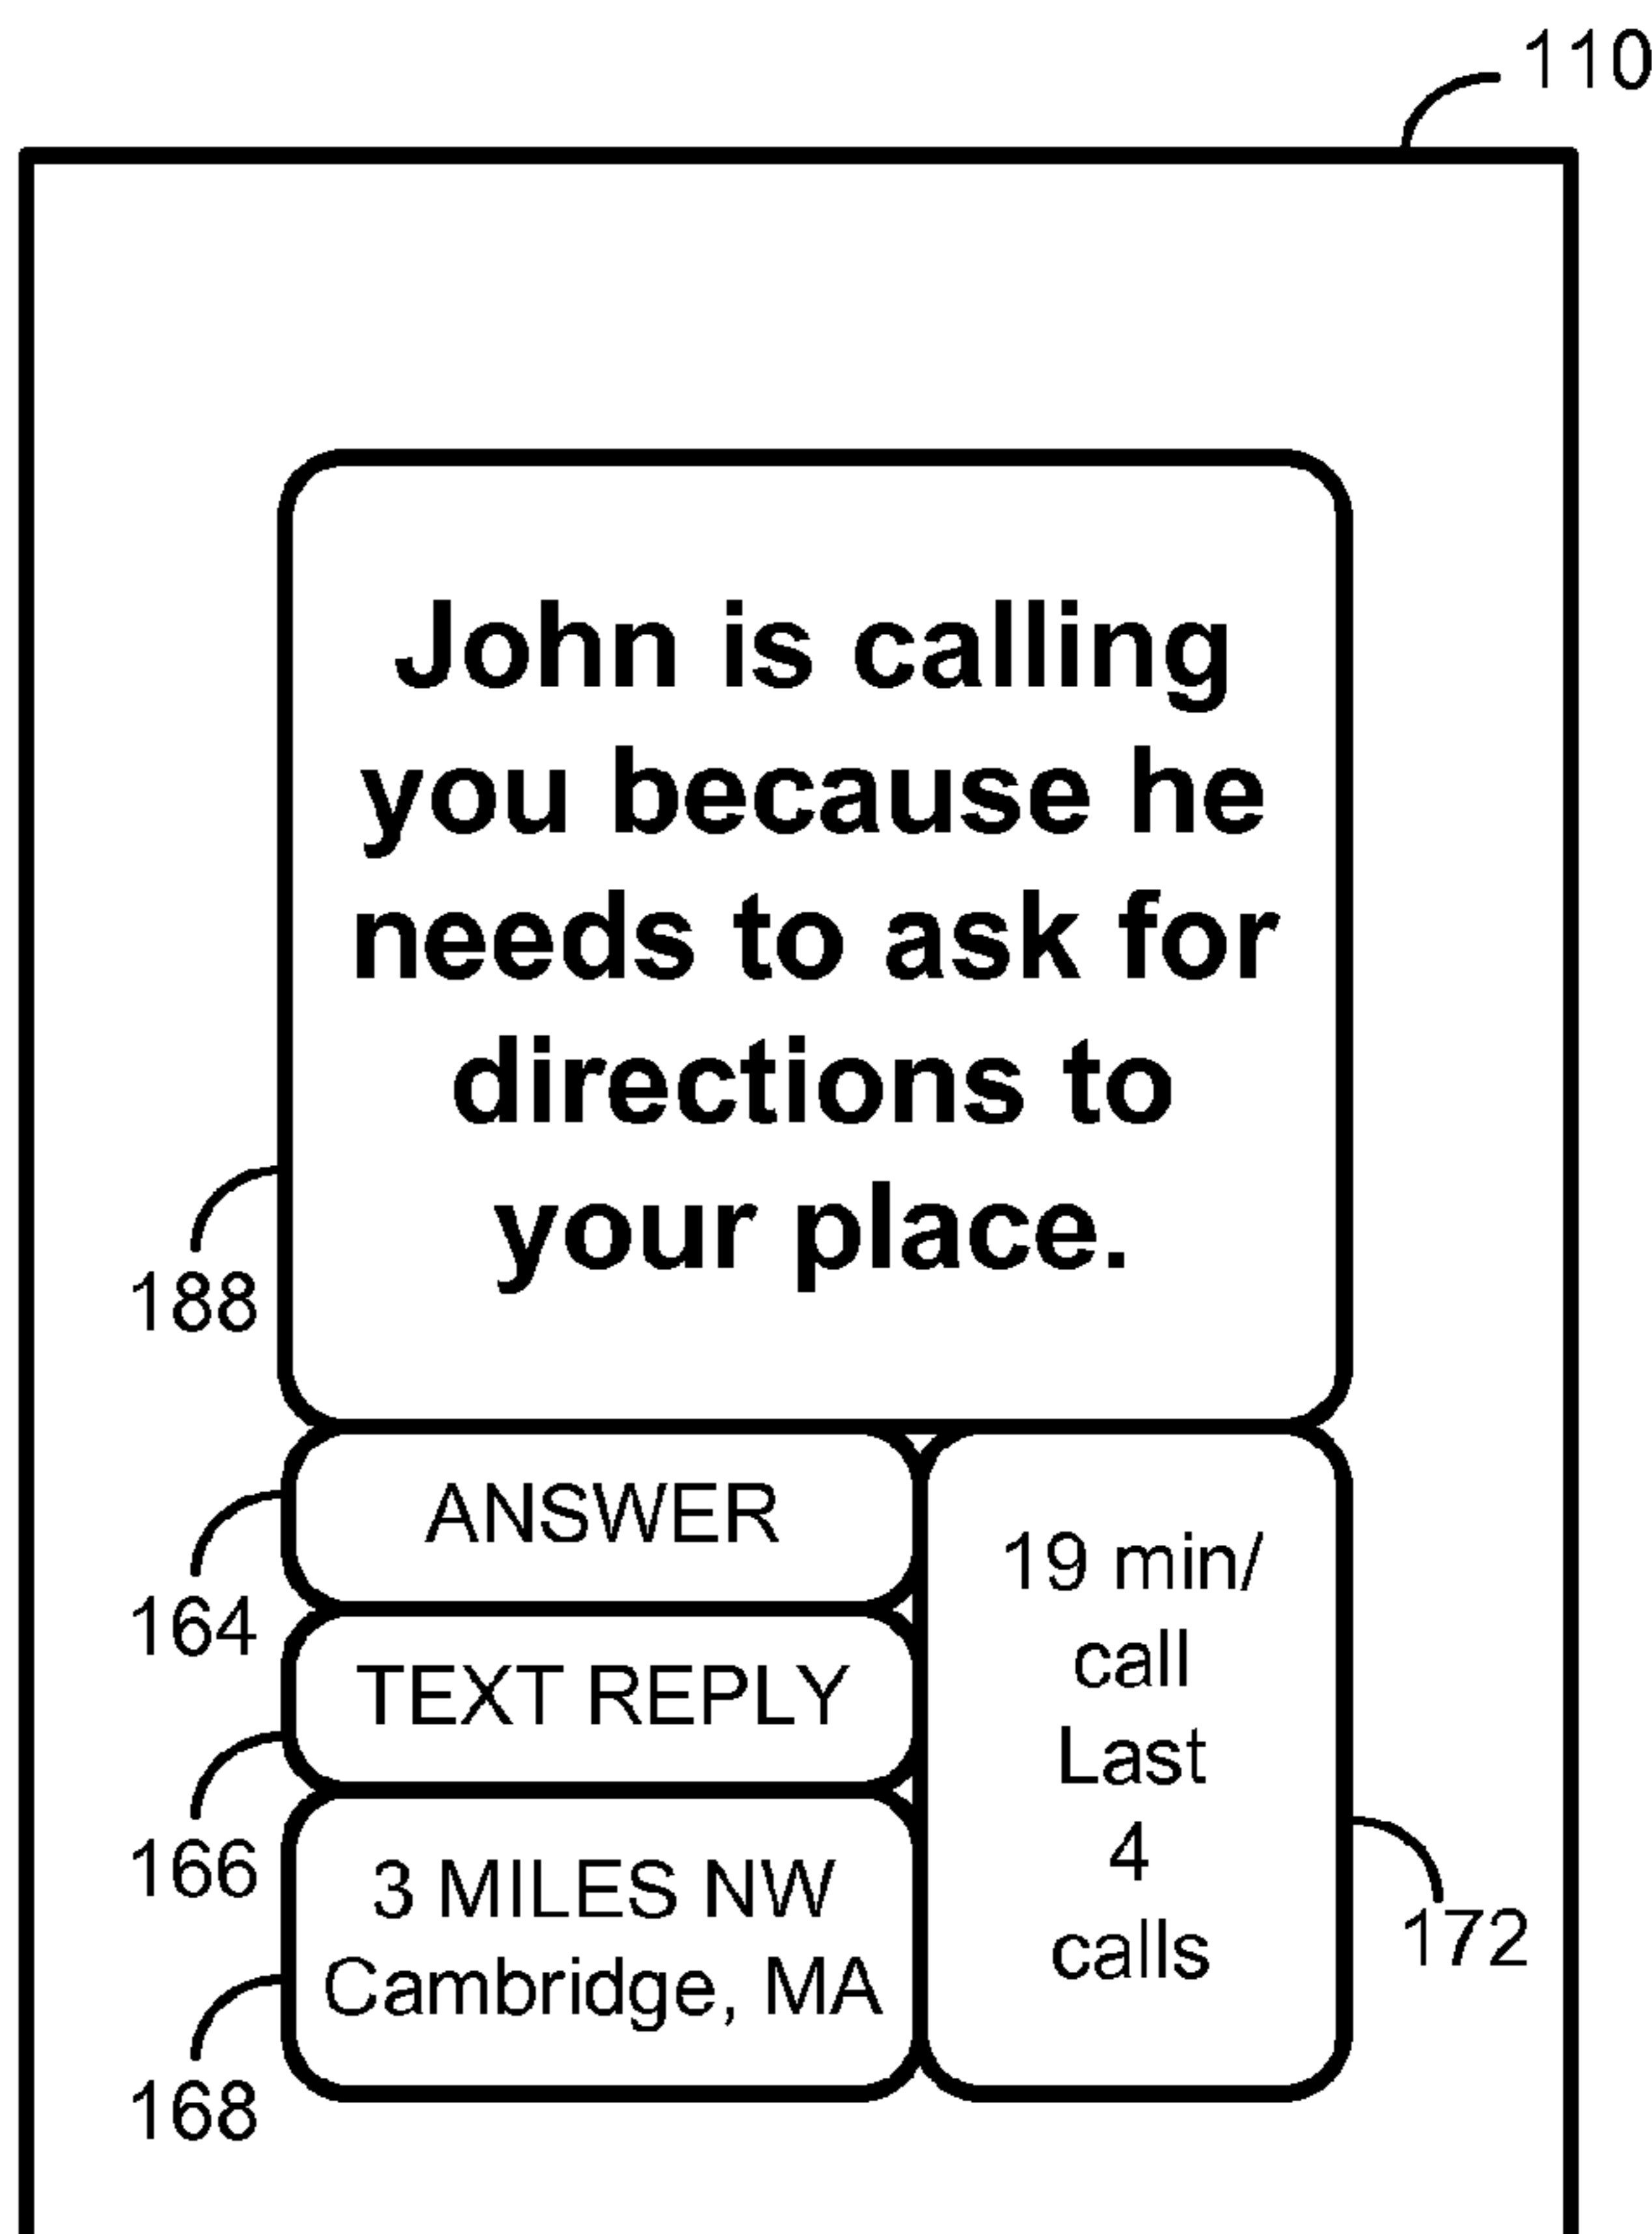 110
John is calling
you because he
needs to ask for
directions to
your place.
188
ANSWER
164
TEXT REPLY
166
3 MILES NW
Cambridge, MA
168
19 min/
call
Last
4
calls
172